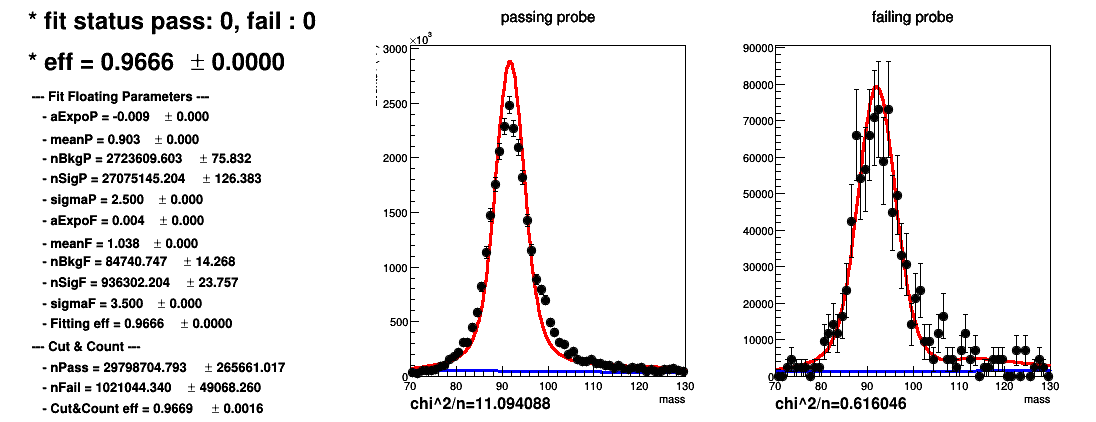 * fit status pass: 0, fail : 0
* eff = 0.9666 ± 0.0000
--- Fit Floating Parameters ---
- aExpoP = -0.009 ± 0.000
- meanP = 0.903 ± 0.000
- nBkgP = 2723609.603 ± 75.832
- nSigP = 27075145.204 ± 126.383
- sigmaP = 2.500 ± 0.000
- aExpoF = 0.004 ± 0.000
- meanF = 1.038 ± 0.000
- nBkgF = 84740.747 ± 14.268
- nSigF = 936302.204 ± 23.757
- sigmaF = 3.500 ± 0.000
- Fitting eff = 0.9666 ± 0.0000
--- Cut & Count ---
- nPass = 29798704.793 ± 265661.017
- nFail = 1021044.340 ± 49068.260
- Cut&Count eff = 0.9669 ± 0.0016
passing probe
×10³
3000
2500
2000
1500
1000
500
0
70 80 90 100 110 120 130
mass
chi^2/n=11.094088
failing probe
90000
80000
70000
60000
50000
40000
30000
20000
10000
0
70 80 90 100 110 120 130
mass
chi^2/n=0.616046